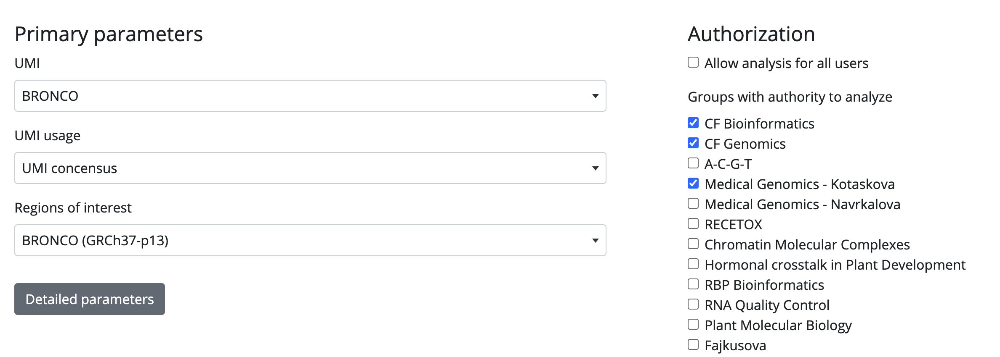 Primary parameters
UMI
BRONCO
UMI usage
UMI concensus
Regions of interest
BRONCO (GRCh37-p13)
Detailed parameters
Authorization
Allow analysis for all users
Groups with authority to analyze
CF Bioinformatics
CF Genomics
A-C-G-T
Medical Genomics - Kotaskova
Medical Genomics - Navrkalova
RECETOX
Chromatin Molecular Complexes
Hormonal crosstalk in Plant Development
RBP Bioinformatics
RNA Quality Control
Plant Molecular Biology
Fajkusova